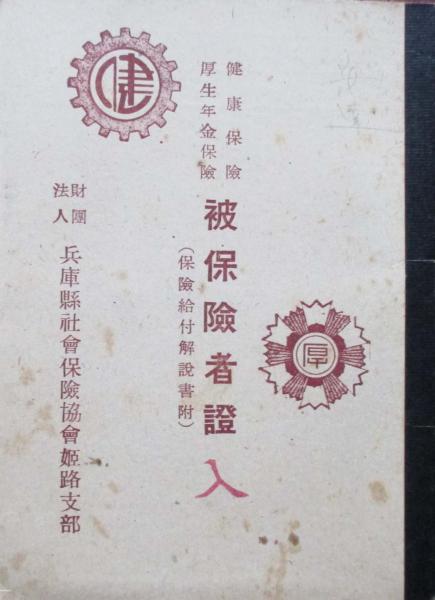 健康保險
厚生年金保險
被保險者證
(保險給付解說書附)
入
財團
法人
兵庫縣社會保險協會姬路支部
健
厚